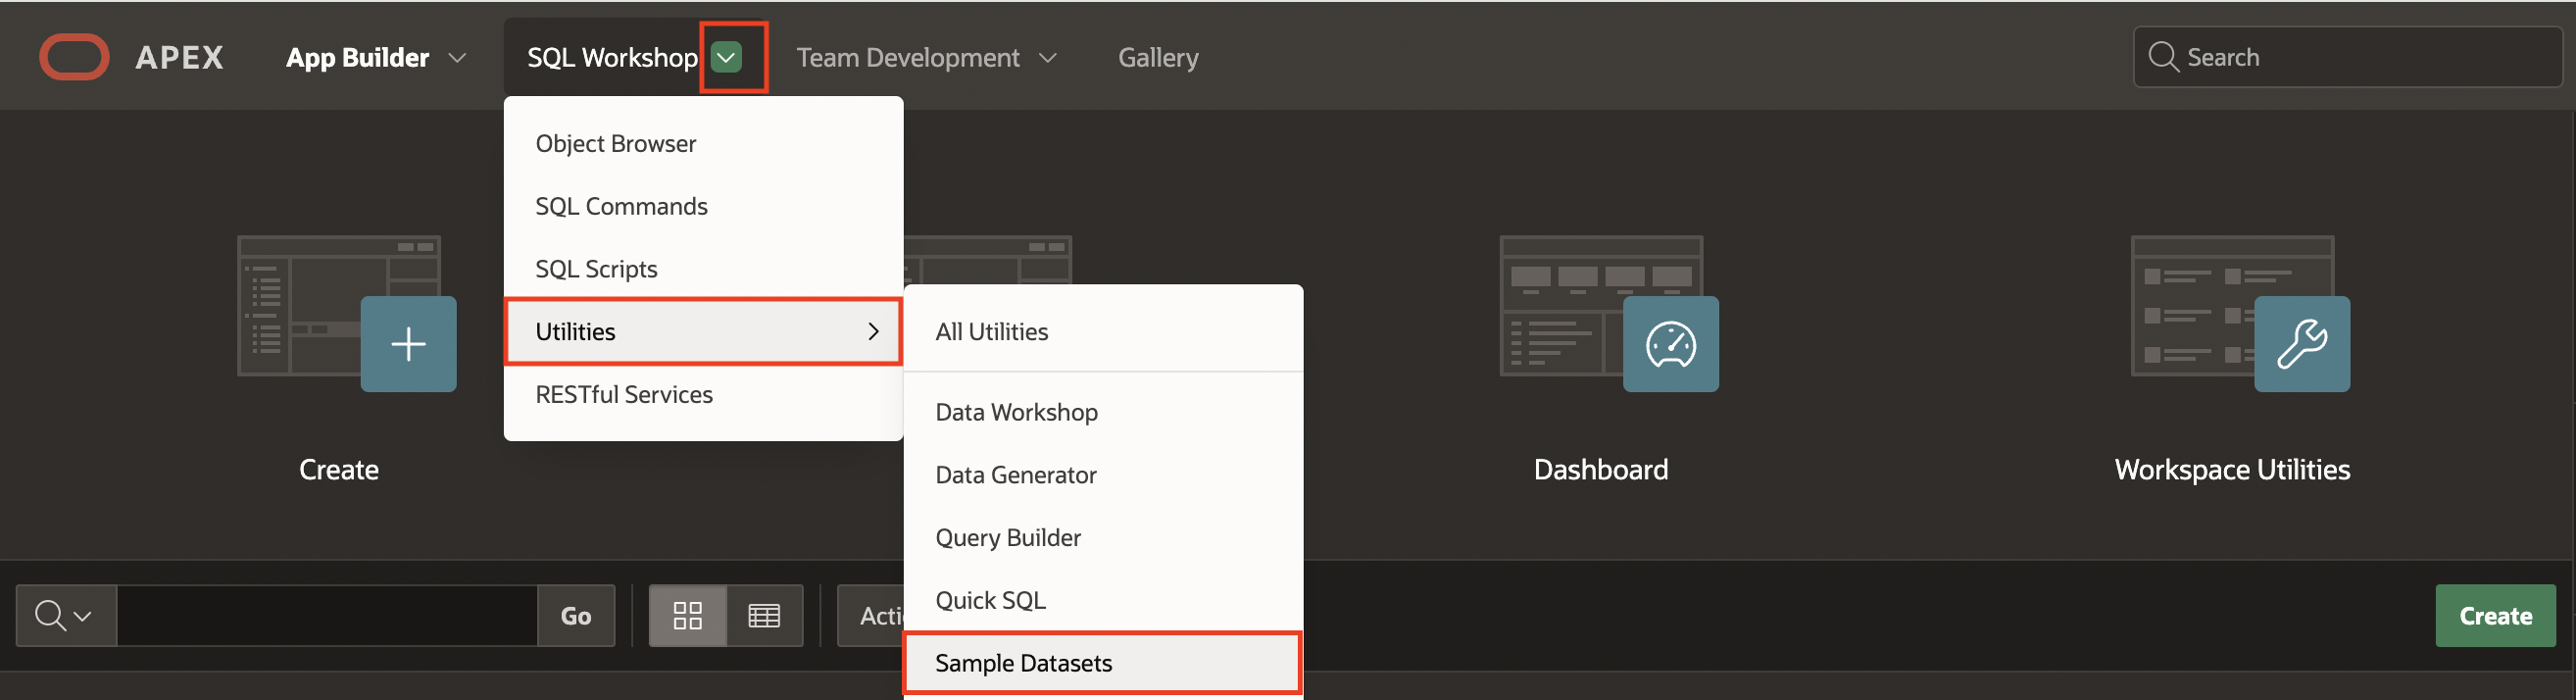 APEX
App Builder
SQL Workshop
Team Development
Gallery
Search
Object Browser
SQL Commands
SQL Scripts
Utilities
RESTful Services
All Utilities
Data Workshop
Data Generator
Query Builder
Quick SQL
Sample Datasets
Create
Dashboard
Workspace Utilities
Go
Acti
Create